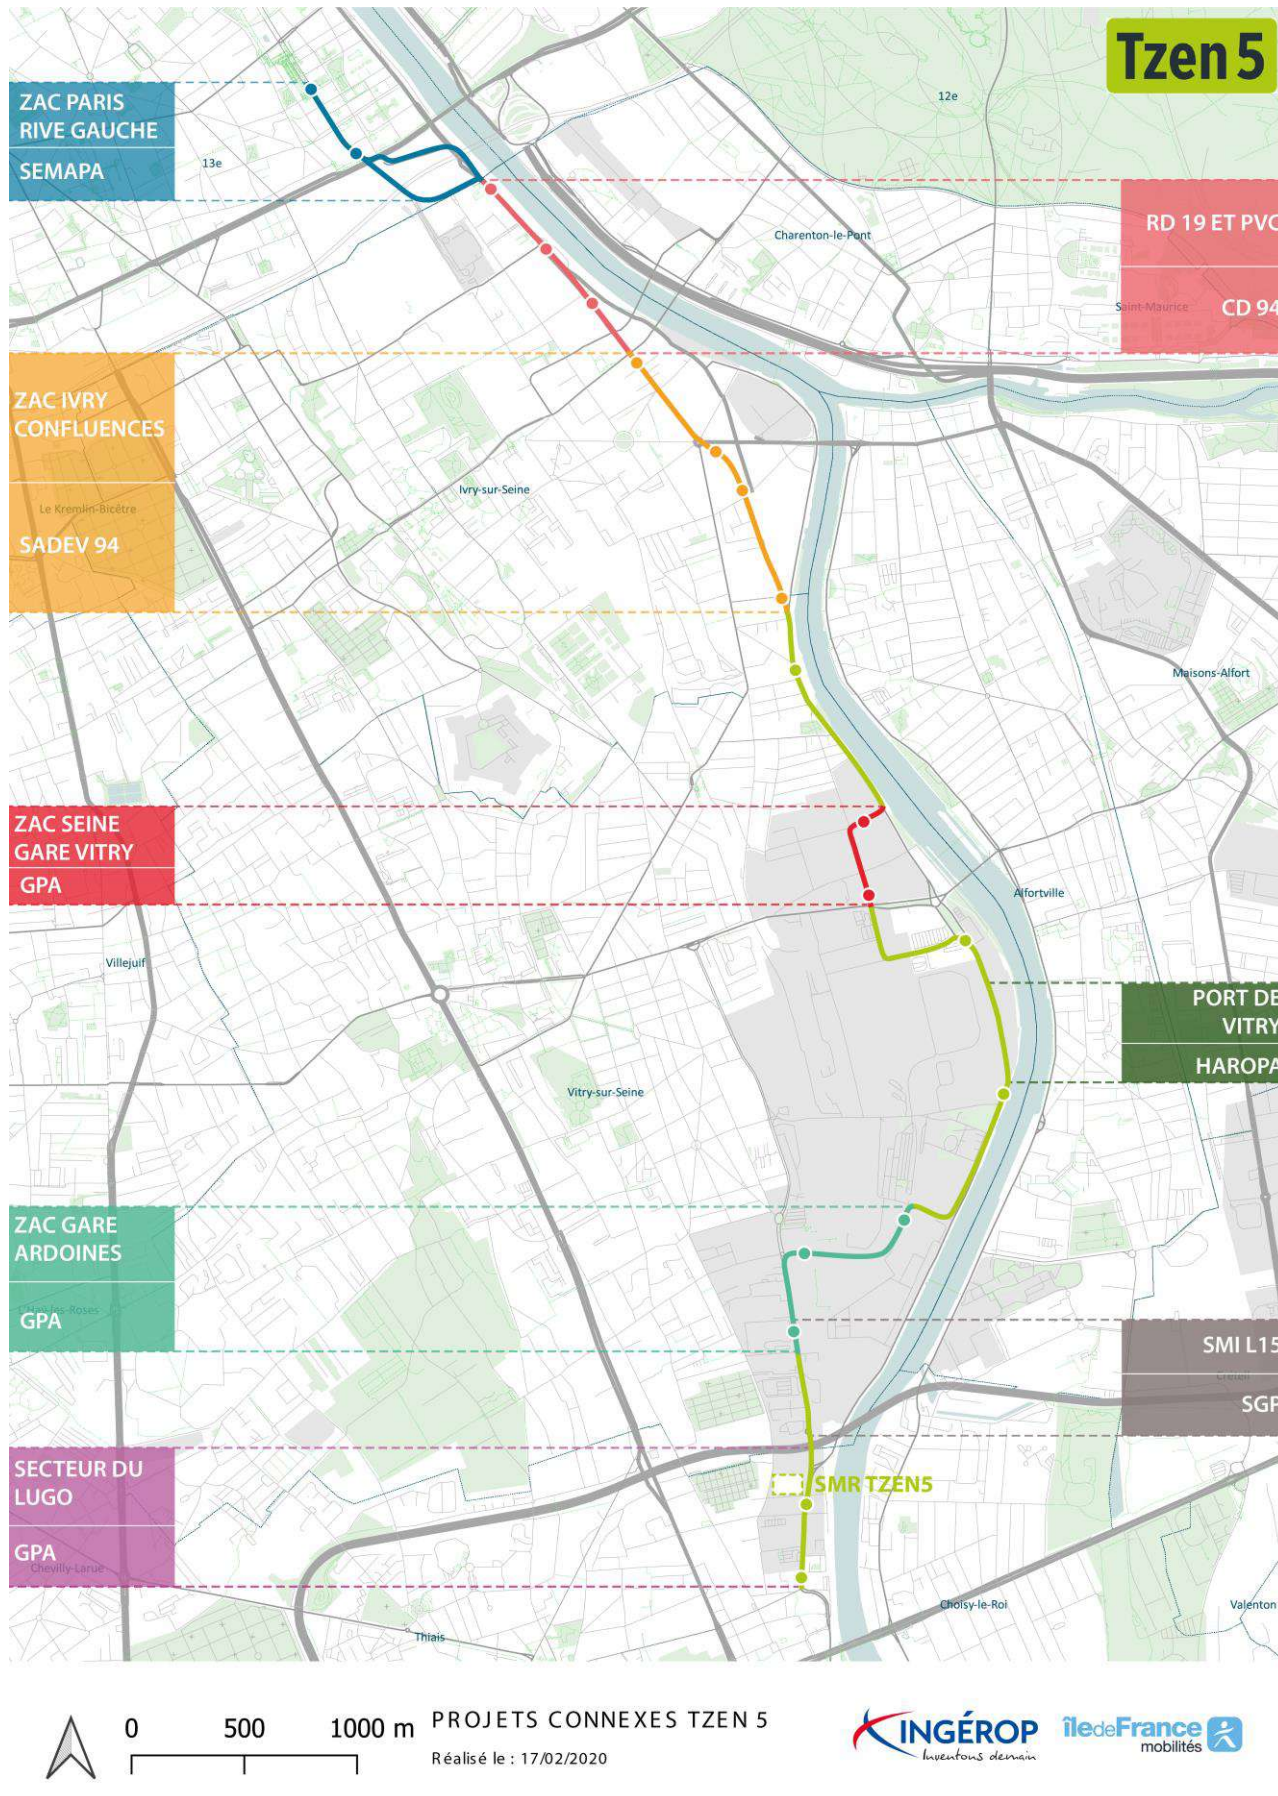 Tzen 5
ZAC PARIS
RIVE GAUCHE
SEMAPA
13e
12e
Charenton-le-Pont
Saint-Maurice
RD 19 ET PVC
CD 94
ZAC IVRY
CONFLUENCES
Le Kremlin-Bicêtre
SADEV 94
Ivry-sur-Seine
Maisons-Alfort
ZAC SEINE
GARE VITRY
GPA
Alfortville
Villejuif
PORT DE
VITRY
HAROPA
Vitry-sur-Seine
ZAC GARE
ARDOINES
L'Haÿ-les-Roses
GPA
SMI L15
Créteil
SGP
SECTEUR DU
LUGO
GPA
Chevilly-Larue
SMR TZEN5
Choisy-le-Roi
Valenton
Thiais
0 500 1000 m
PROJETS CONNEXES TZEN 5
Réalisé le : 17/02/2020
INGÉROP
Inventons demain
îledeFrance
mobilités